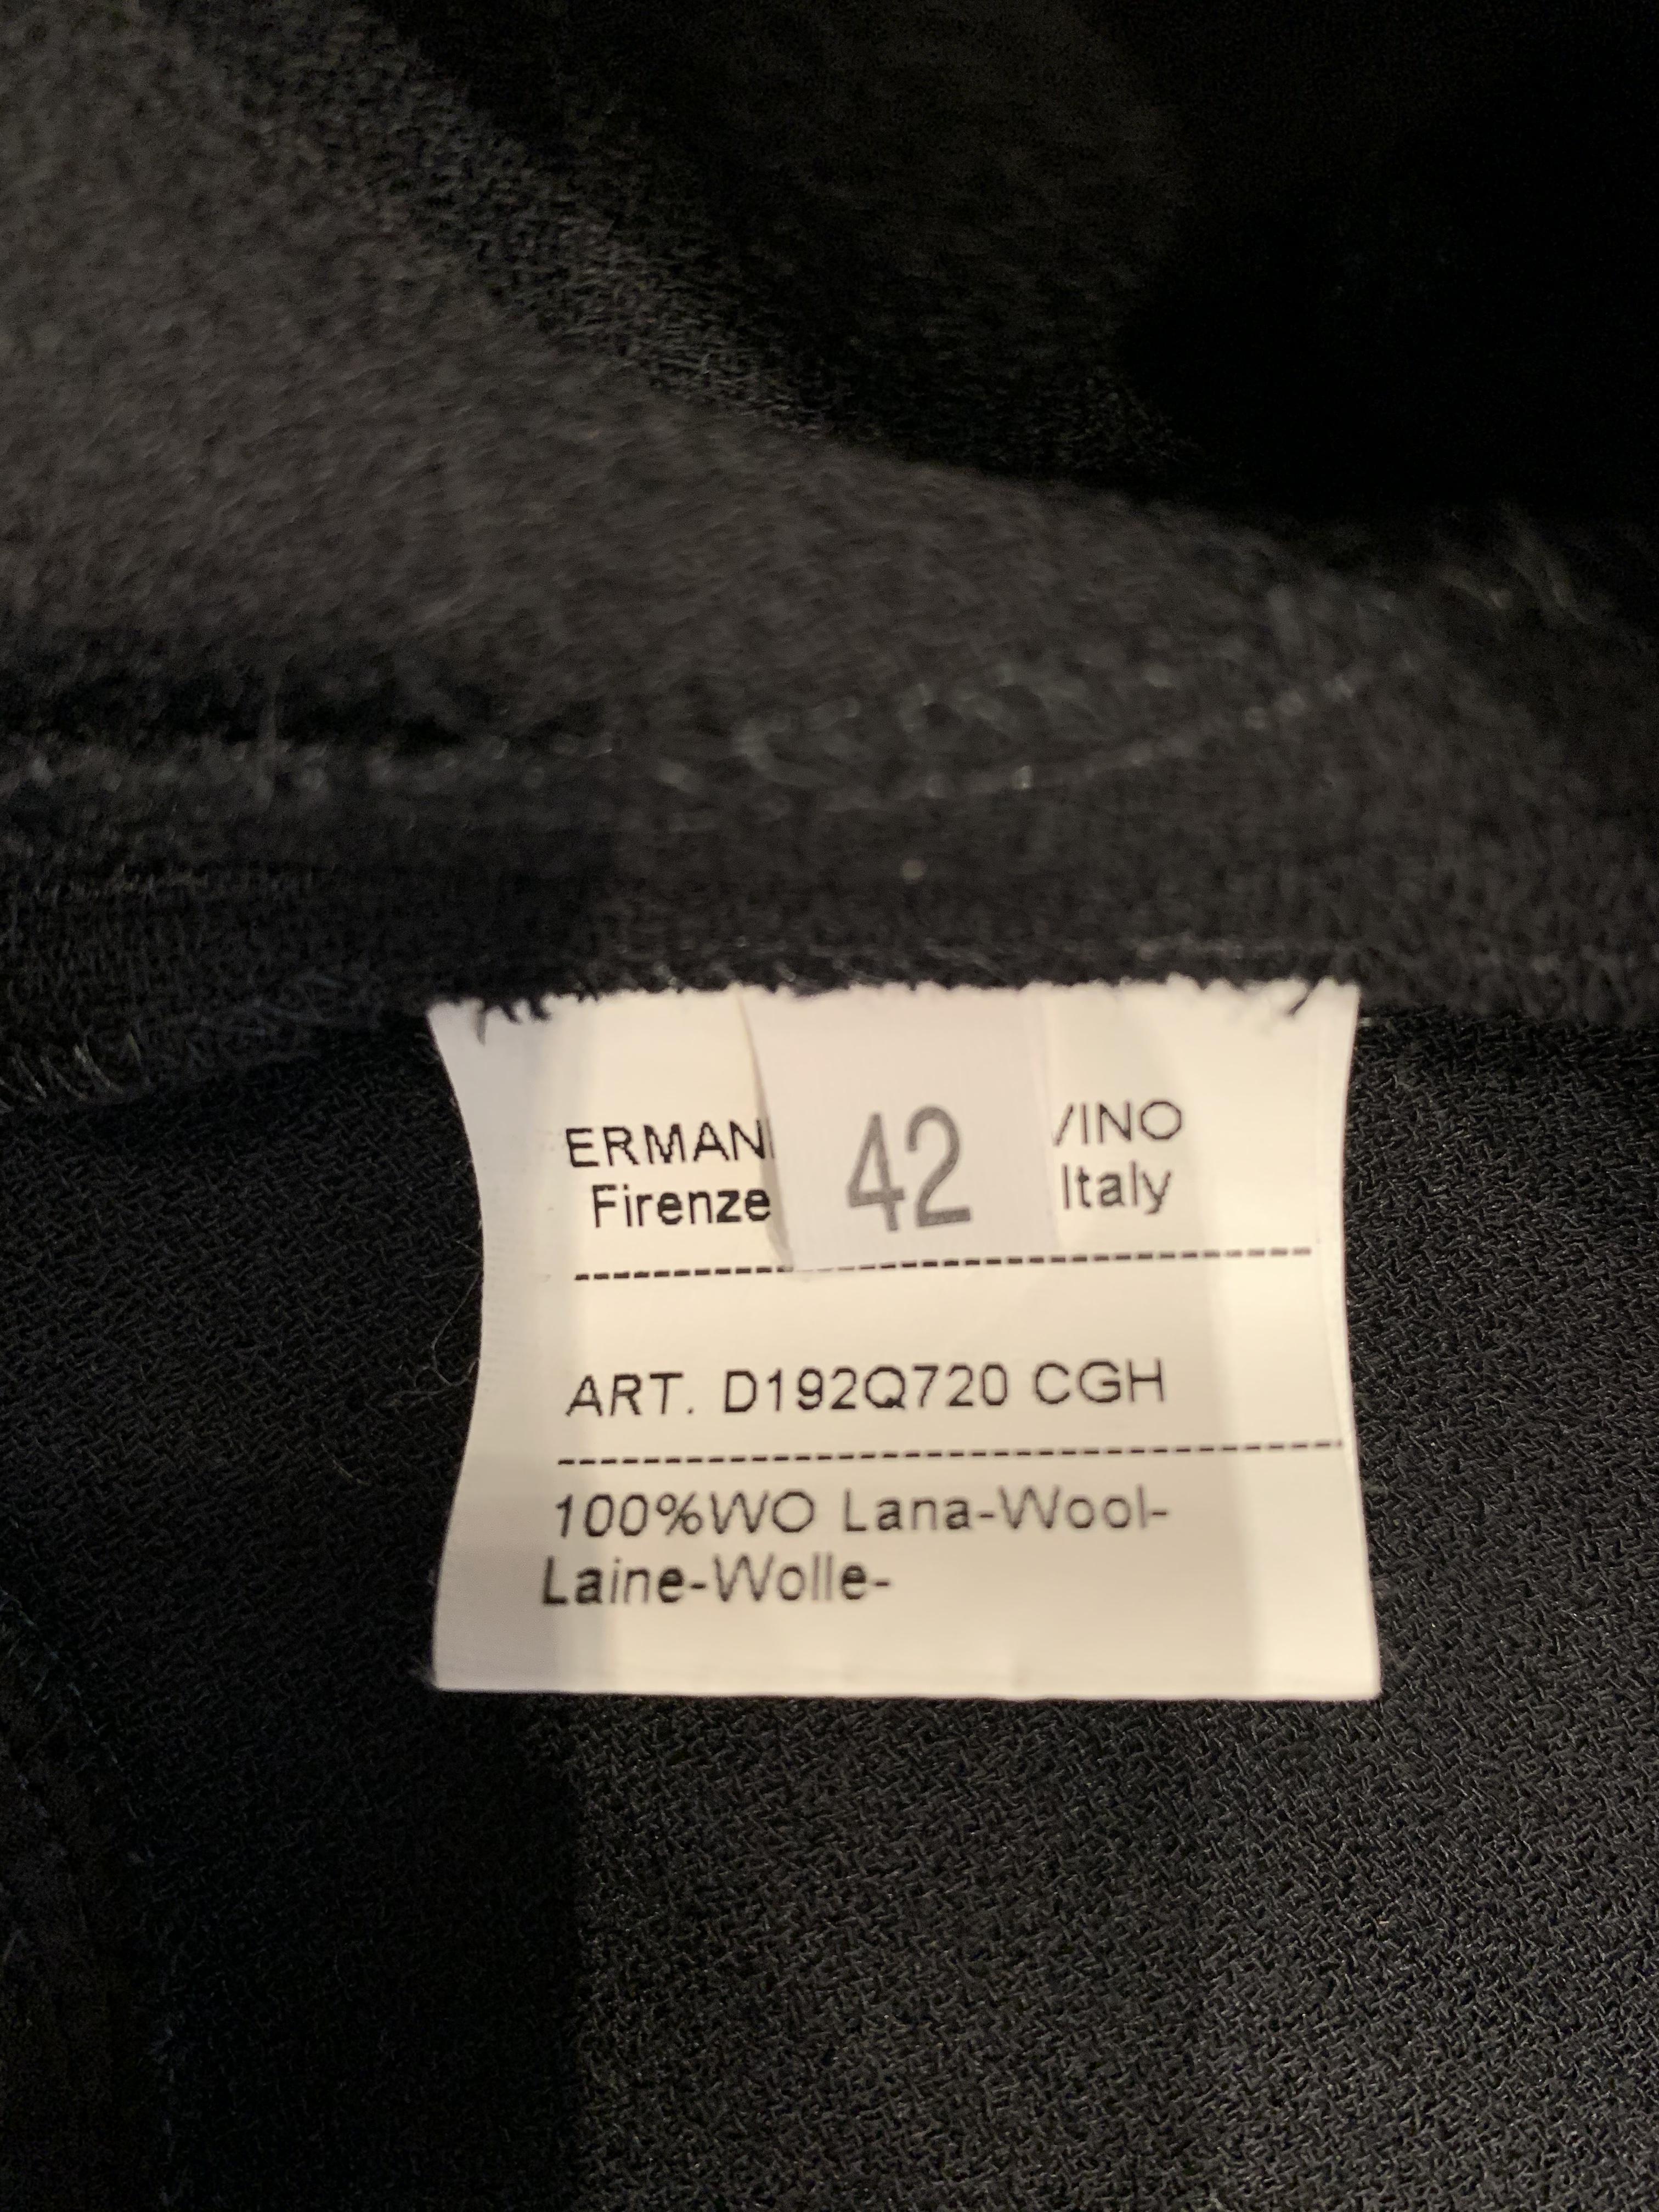 ERMAN 42 VINO
Firenze Italy
ART. D192Q720 CGH
100%WO Lana-Wool-
Laine-Wolle-